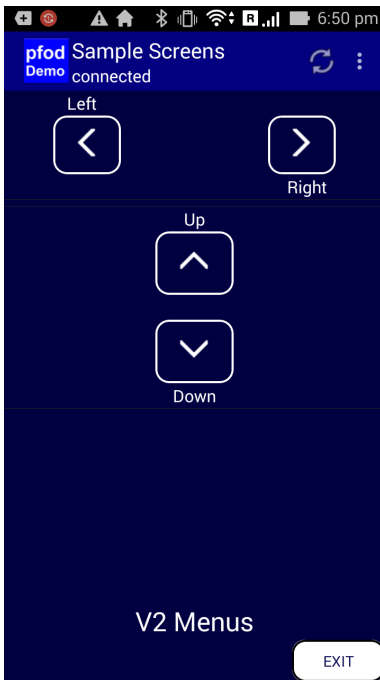 R 6:50 pm
pfod Sample Screens
Demo connected
Left
Right
Up
Down
V2 Menus
EXIT